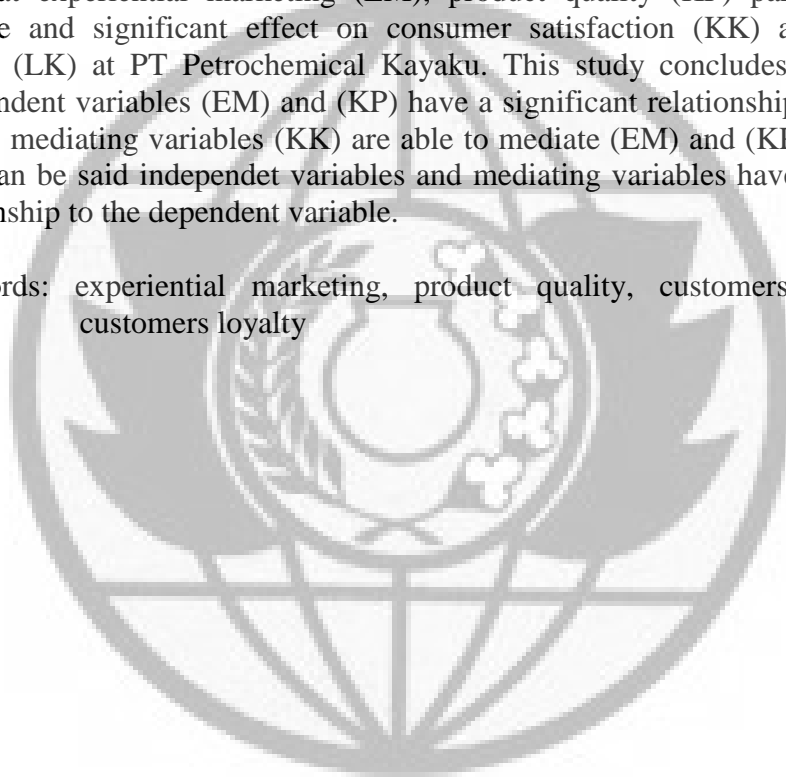 at experiential marketing (EM), product quality (KP) par
e and significant effect on consumer satisfaction (KK) a
(LK) at PT Petrochemical Kayaku. This study concludes
ndent variables (EM) and (KP) have a significant relationship
mediating variables (KK) are able to mediate (EM) and
an be said independet variables and mediating variables have
nship to the dependent variable.
rds: experiential marketing, product quality, customers
customers loyalty